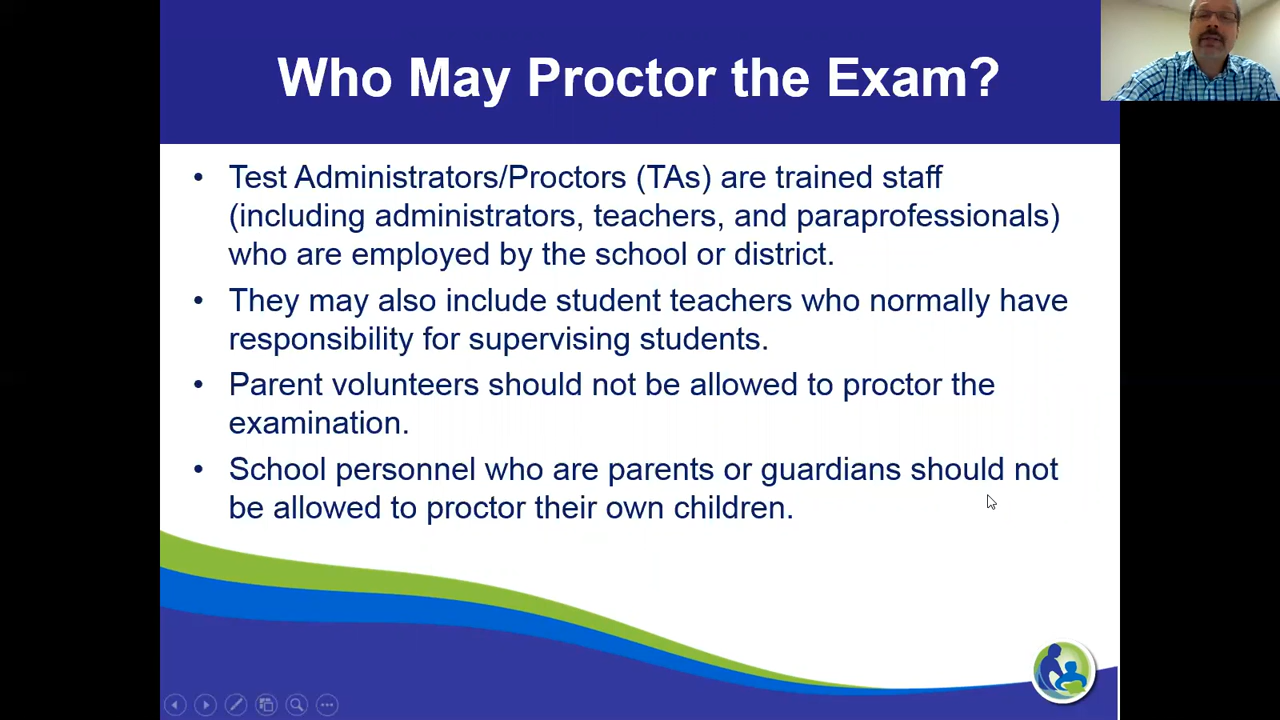 Who May Proctor the Exam?
• Test Administrators/Proctors (TAs) are trained staff
(including administrators, teachers, and paraprofessionals)
who are employed by the school or district.
• They may also include student teachers who normally have
responsibility for supervising students.
• Parent volunteers should not be allowed to proctor the
examination.
• School personnel who are parents or guardians should not
be allowed to proctor their own children.